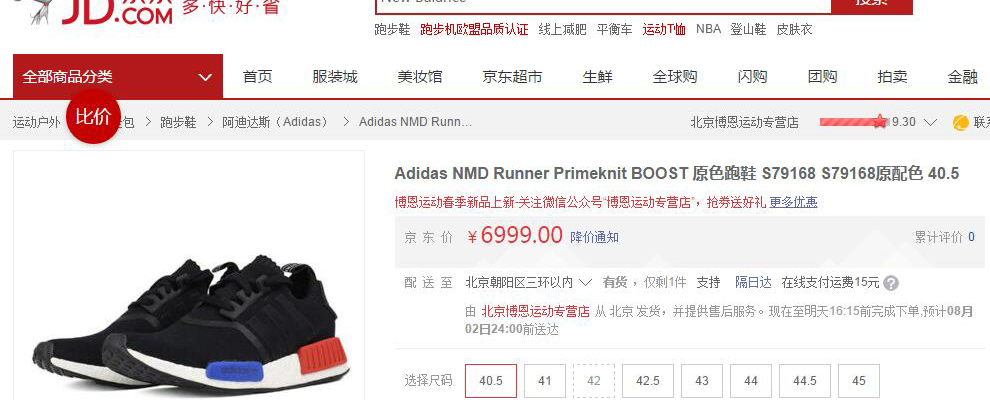 JD.COM 多·快·好·省
New Balance
搜索
跑步鞋 跑步机欧盟品质认证 线上减肥 平衡车 运动T恤 NBA 登山鞋 皮肤衣
全部商品分类 首页 服装城 美妆馆 京东超市 生鲜 全球购 闪购 团购 拍卖 金融
运动户外 比价 包 > 跑步鞋 > 阿迪达斯（Adidas） > Adidas NMD Runn... 北京博恩运动专营店 9.30 联系
Adidas NMD Runner Primeknit BOOST 原色跑鞋 S79168 S79168原配色 40.5
博恩运动春季新品上新-关注微信公众号“博恩运动专营店”，抢券送好礼 更多优惠
京东价 ￥6999.00 降价通知 累计评价 0
配送至 北京朝阳区三环以内 有货，仅剩1件 支持 隔日达 在线支付运费15元 ?
由 北京博恩运动专营店 从 北京 发货，并提供售后服务。现在至明天16:15前完成下单,预计08月
02日24:00前送达
选择尺码 40.5 41 42 42.5 43 44 44.5 45
adidas